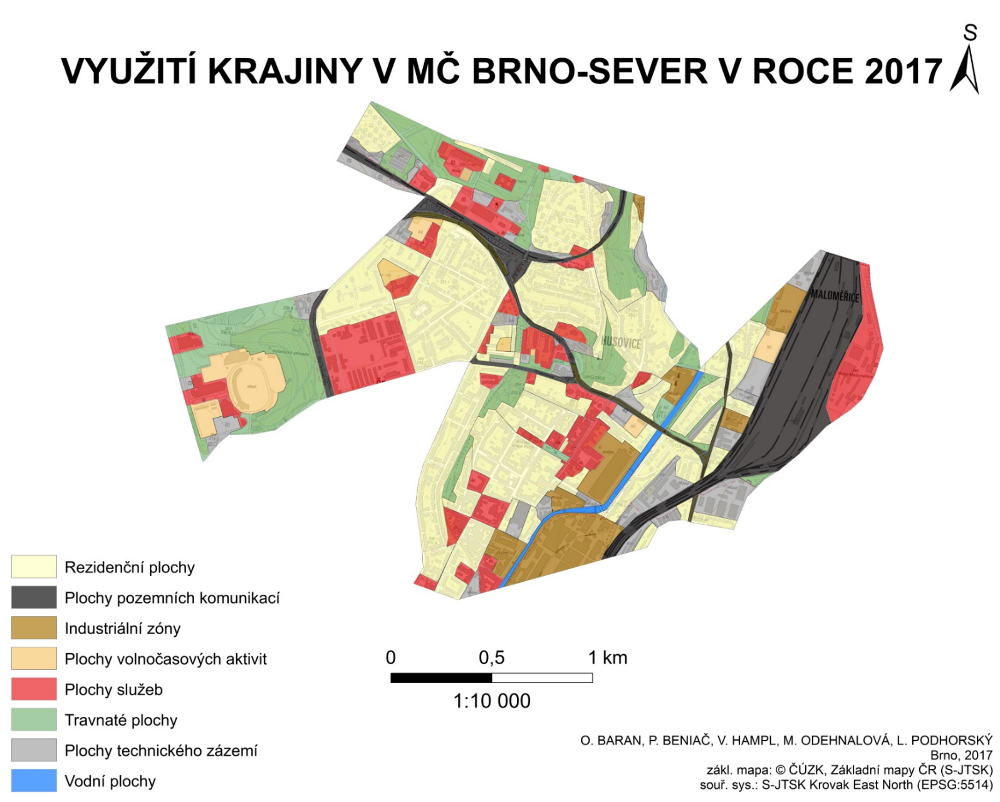 S
VYUŽITÍ KRAJINY V MČ BRNO-SEVER V ROCE 2017
MALOMĚŘICE
HUSOVICE
Rezidenční plochy
Plochy pozemních komunikací
Industriální zóny
Plochy volnočasových aktivit
Plochy služeb
Travnaté plochy
Plochy technického zázemí
Vodní plochy
0 0,5 1 km
1:10 000
O. BARAN, P. BENIAČ, V. HAMPL, M. ODEHNALOVÁ, L. PODHORSKÝ
Brno, 2017
zákl. mapa: © ČÚZK, Základní mapy ČR (S-JTSK)
souř. sys.: S-JTSK Krovak East North (EPSG:5514)